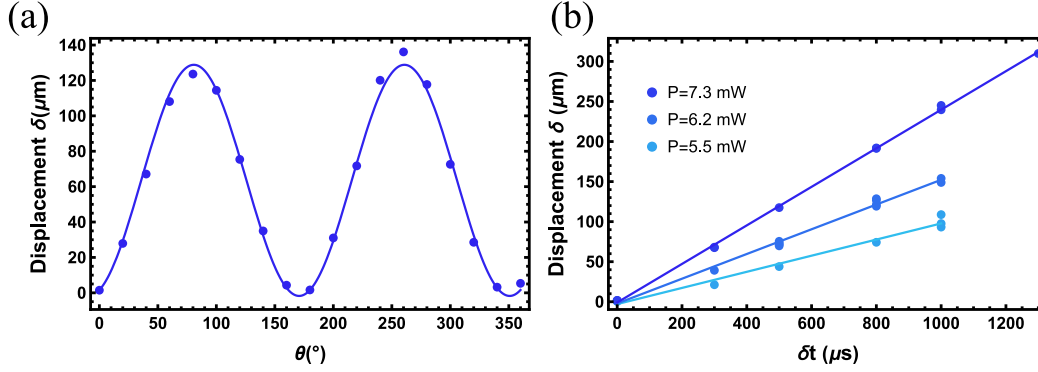 (a)
Displacement δ(μm)
140
120
100
80
60
40
20
0
0 50 100 150 200 250 300 350
θ(°)
(b)
Displacement δ (μm)
300
250
200
150
100
50
0
P=7.3 mW
P=6.2 mW
P=5.5 mW
0 200 400 600 800 1000 1200
δt (μs)